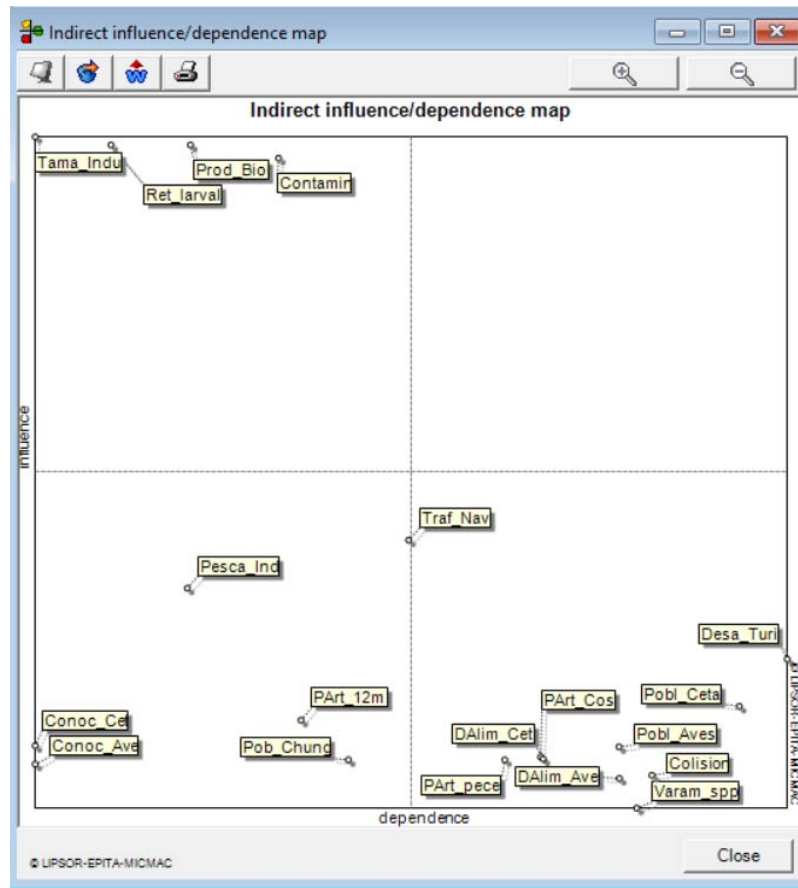 Indirect influence/dependence map
Indirect influence/dependence map
Tama_Indu
Ret_larval
Prod_Bio
Contamin
influence
Traf_Nav
Pesca_Ind
Desa_Turi
PArt_12m
Pobl_Ceta
PArt_Cos
Conoc_Cet
Conoc_Ave
Pob_Chung
DAlim_Cet
Pobl_Aves
Colision
PArt_pece
DAlim_Ave
Varam_spp
© LIPSOR-EPITA-MICMAC
dependence
© LIPSOR-EPITA-MICMAC
Close